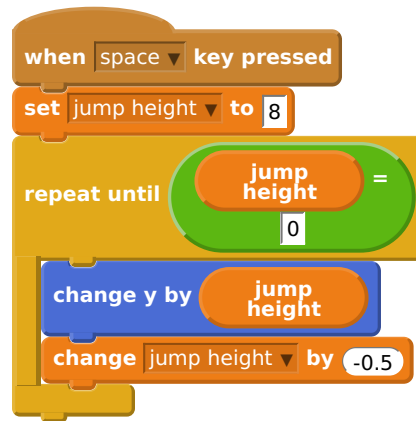 when space ▼ key pressed
set jump height ▼ to 8
repeat until jump height = 0
change y by jump height
change jump height ▼ by -0.5